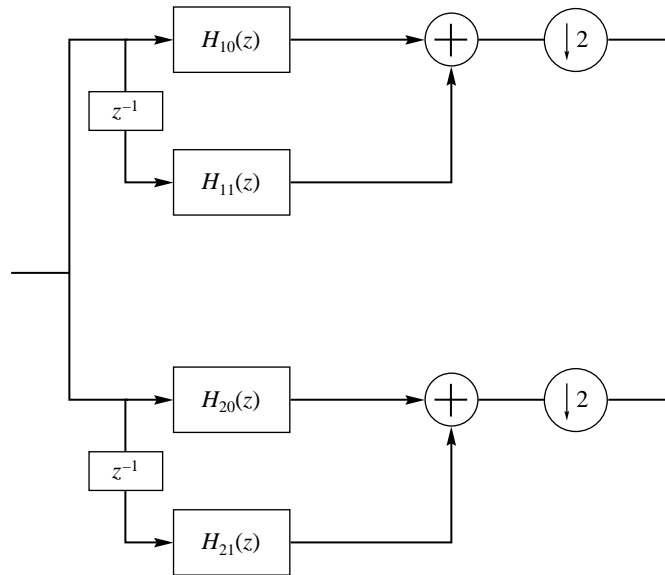 H₁₀(z)
+
↓ 2
z⁻¹
H₁₁(z)
H₂₀(z)
+
↓ 2
z⁻¹
H₂₁(z)